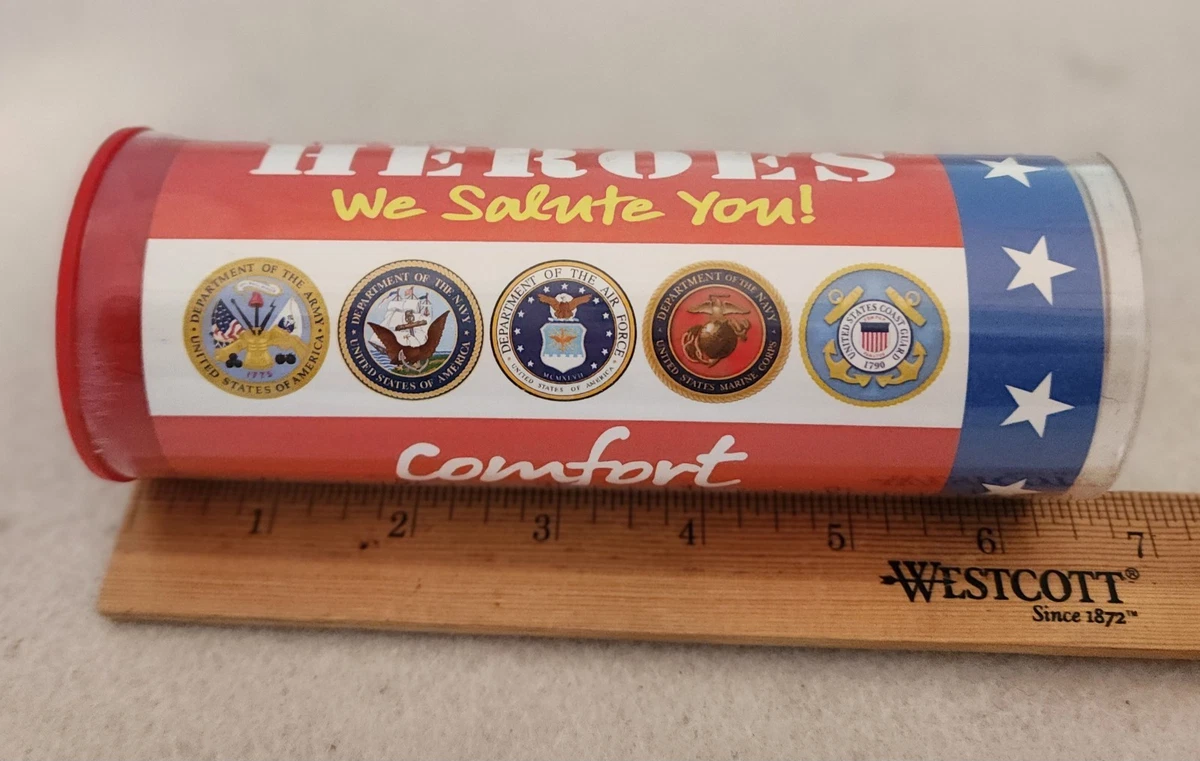 HEROES
We Salute You!
DEPARTMENT OF THE ARMY
1775
UNITED STATES OF AMERICA
DEPARTMENT OF THE NAVY
UNITED STATES OF AMERICA
DEPARTMENT OF THE AIR FORCE
MCMXLVII
UNITED STATES OF AMERICA
DEPARTMENT OF THE NAVY
UNITED STATES MARINE CORPS
UNITED STATES COAST GUARD
1790
comfort
1 2 3 4 5 6 7
WESTCOTT®
Since 1872™